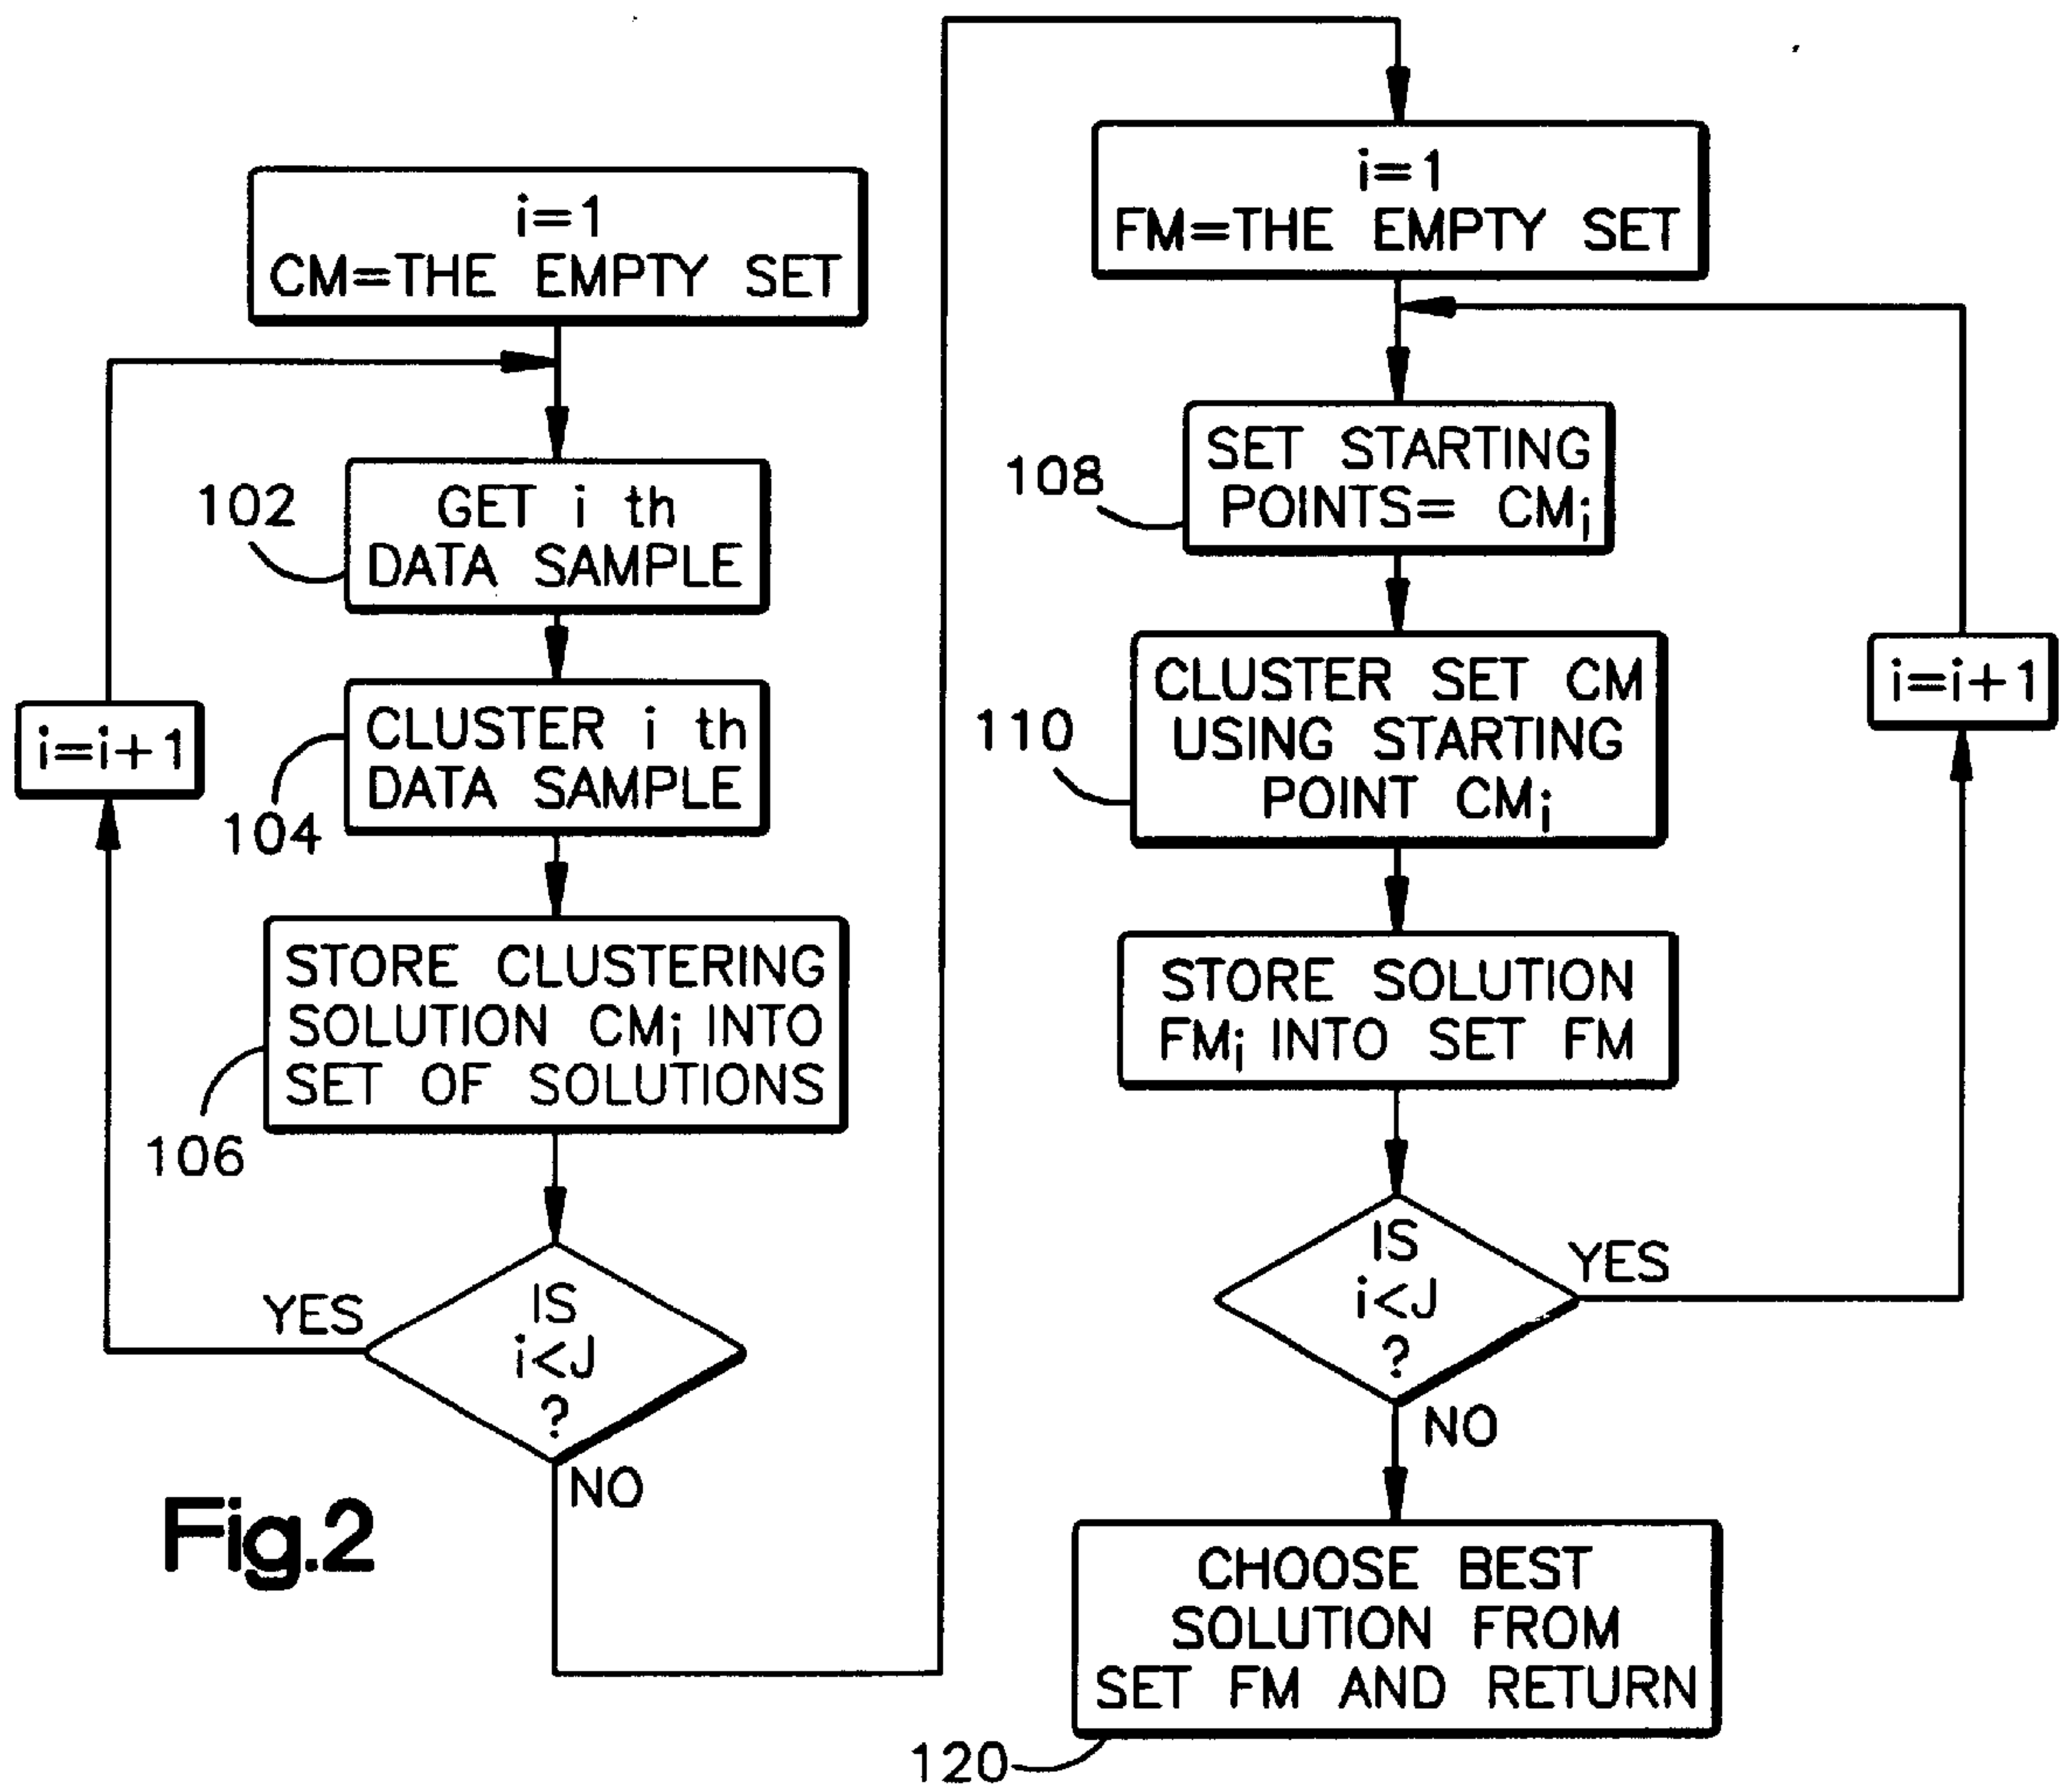 i=1
CM=THE EMPTY SET
102
GET i th
DATA SAMPLE
i=i+1
104
CLUSTER i th
DATA SAMPLE
106
STORE CLUSTERING
SOLUTION CMi INTO
SET OF SOLUTIONS
YES
IS
i<J
?
NO
Fig.2
i=1
FM=THE EMPTY SET
108
SET STARTING
POINTS= CMi
110
CLUSTER SET CM
USING STARTING
POINT CMi
i=i+1
STORE SOLUTION
FMi INTO SET FM
IS
i<J
?
YES
NO
CHOOSE BEST
SOLUTION FROM
SET FM AND RETURN
120